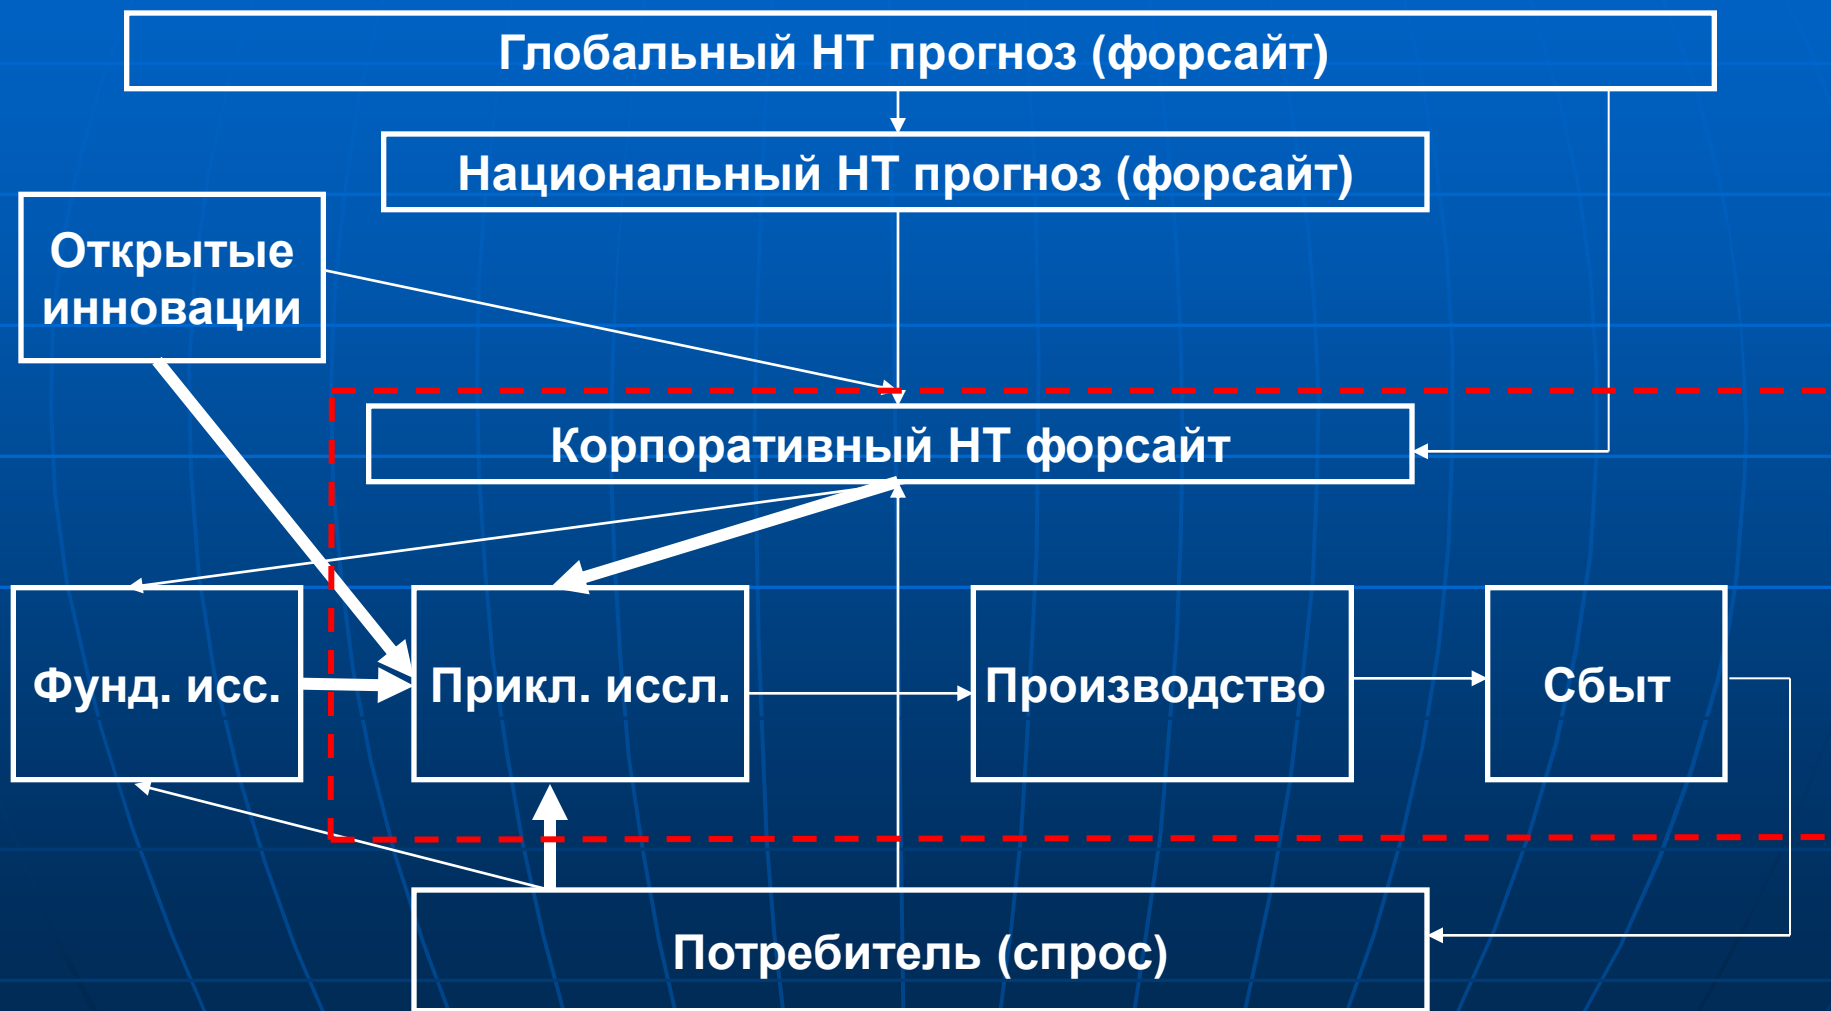 Глобальный НТ прогноз (форсайт)
Национальный НТ прогноз (форсайт)
Открытые
инновации
Корпоративный НТ форсайт
Фунд. исс.
Прикл. иссл.
Производство
Сбыт
Потребитель (спрос)